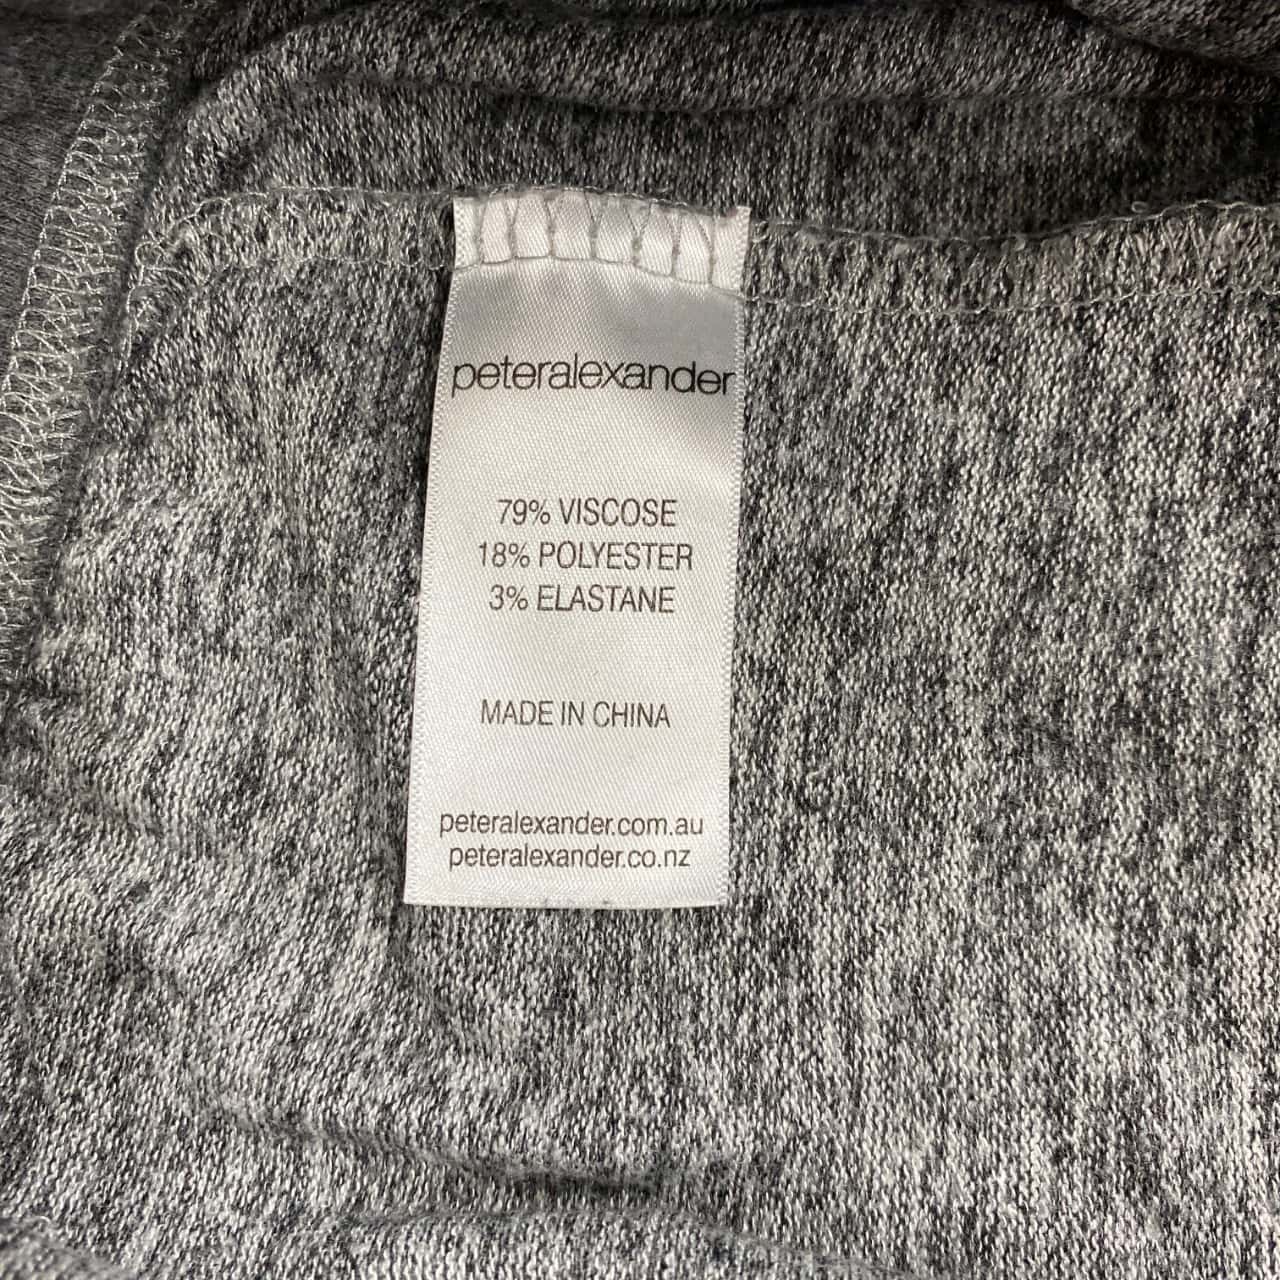 peteralexander
79% VISCOSE
18% POLYESTER
3% ELASTANE
MADE IN CHINA
peteralexander.com.au
peteralexander.co.nz